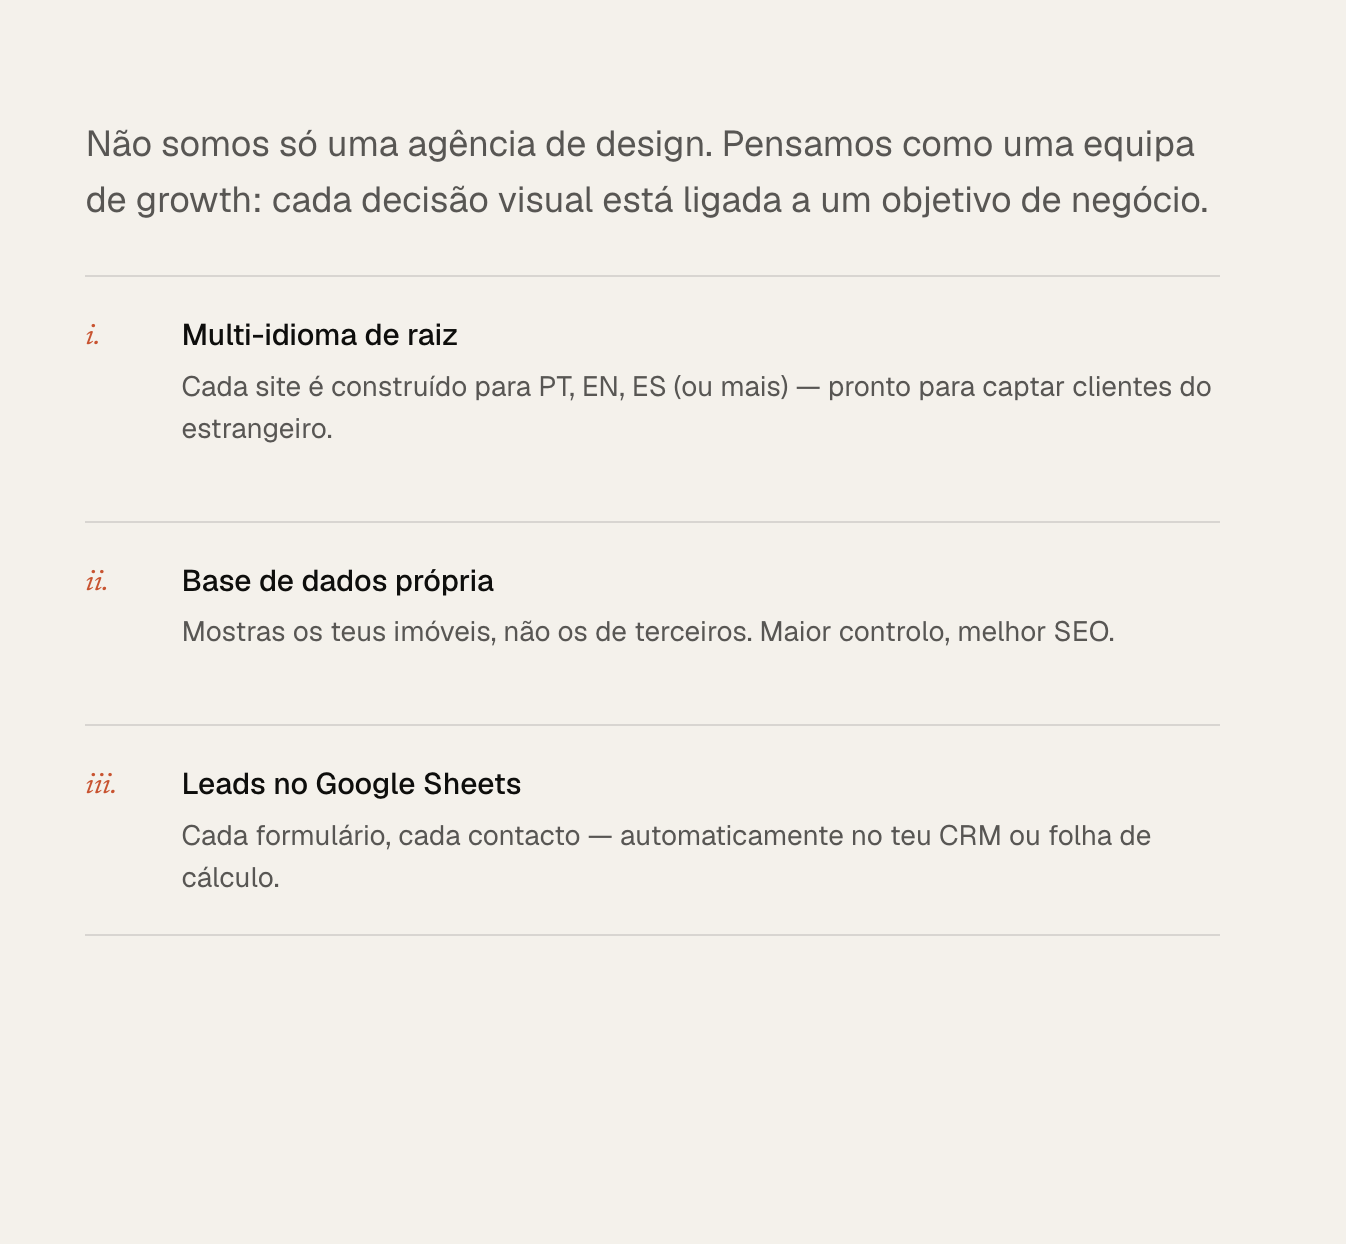 Não somos só uma agência de design. Pensamos como uma equipa
de growth: cada decisão visual está ligada a um objetivo de negócio.
i.
Multi-idioma de raiz
Cada site é construído para PT, EN, ES (ou mais) — pronto para captar clientes do
estrangeiro.
ii.
Base de dados própria
Mostras os teus imóveis, não os de terceiros. Maior controlo, melhor SEO.
iii.
Leads no Google Sheets
Cada formulário, cada contacto — automaticamente no teu CRM ou folha de
cálculo.